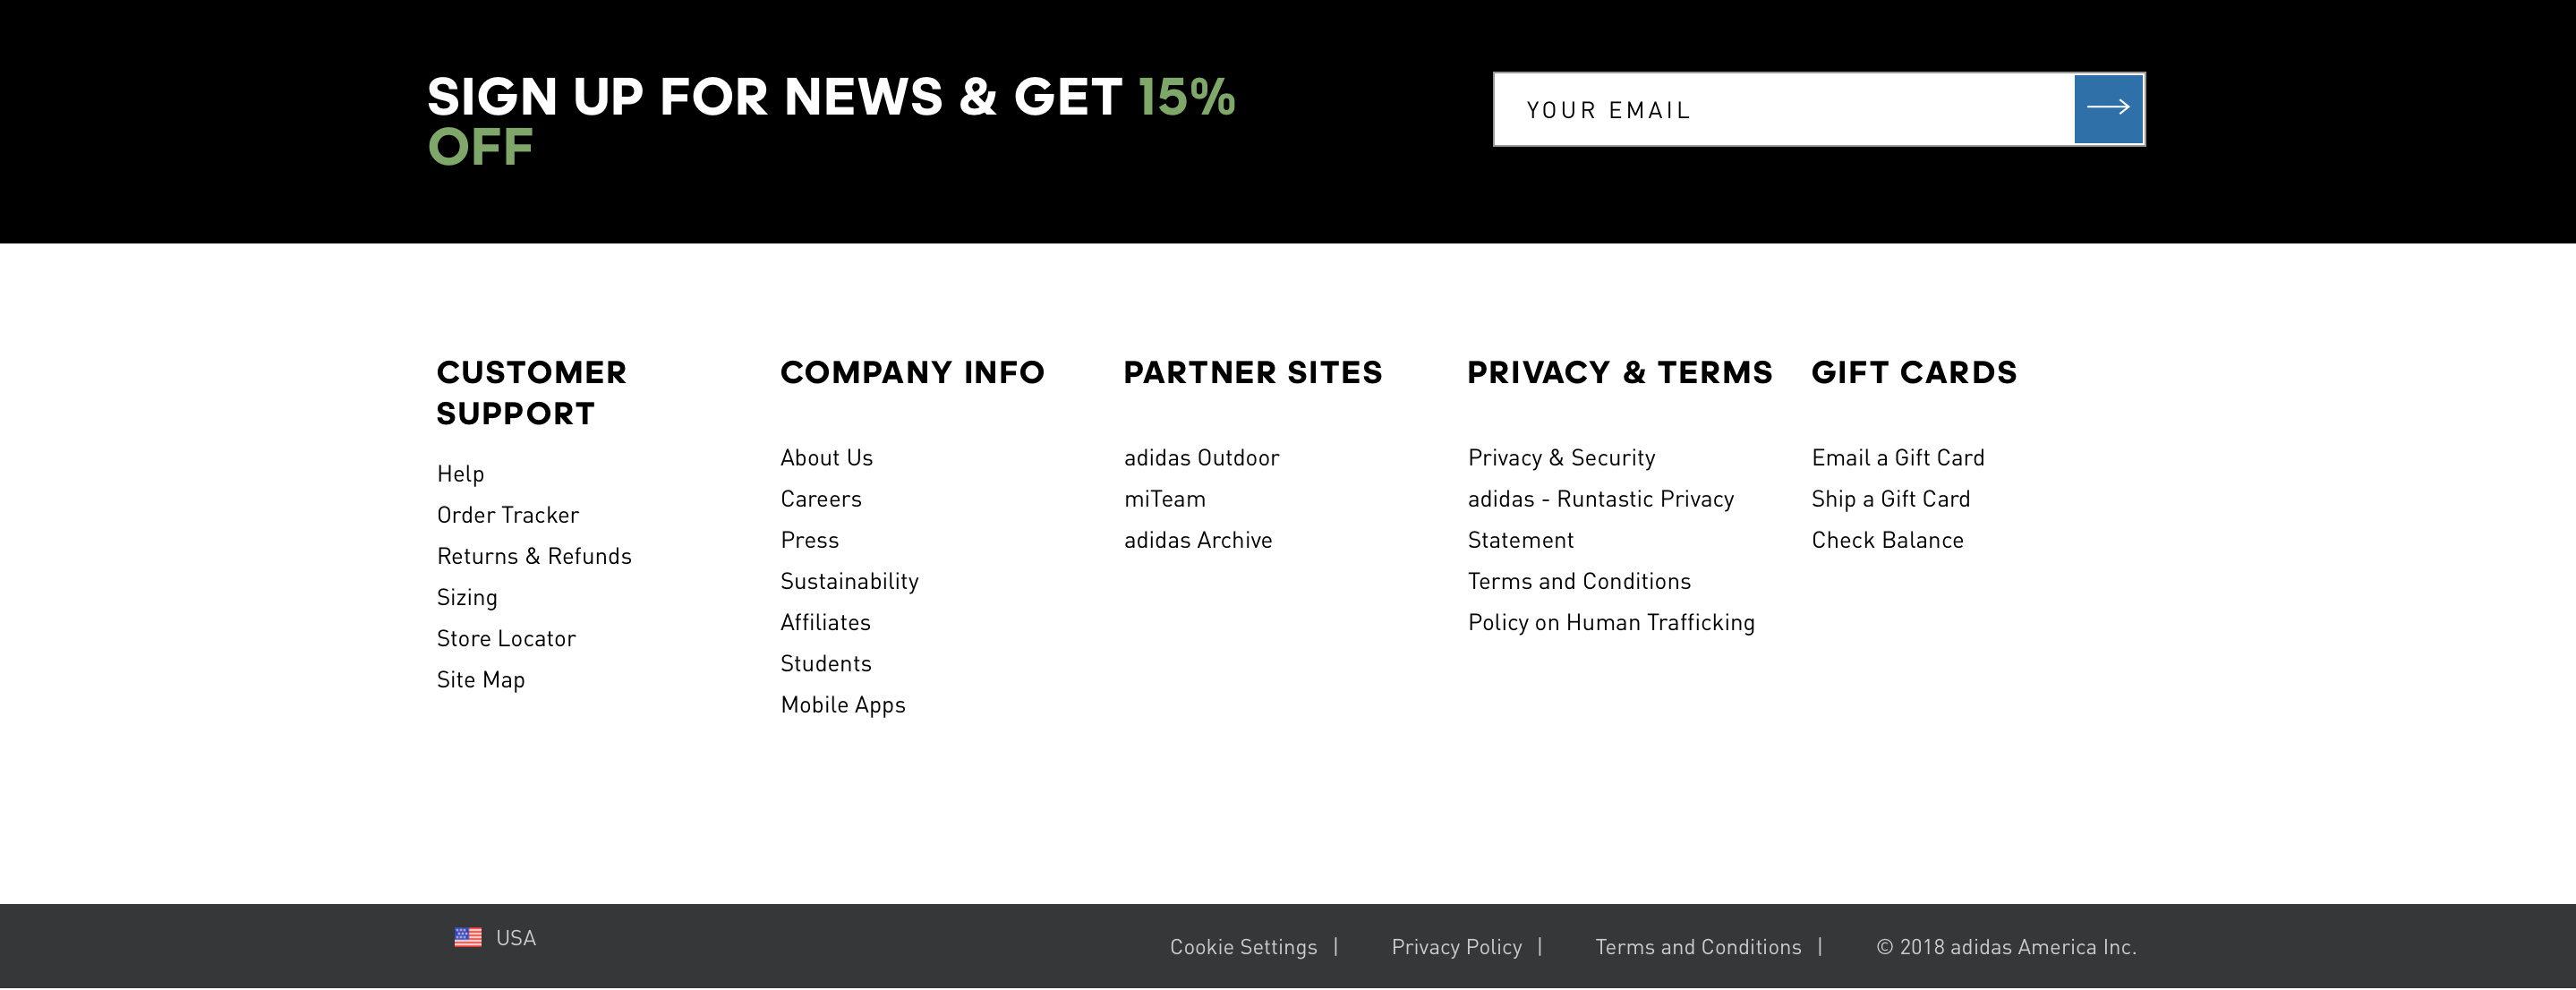 SIGN UP FOR NEWS & GET 15%
OFF
YOUR EMAIL
CUSTOMER
SUPPORT
Help
Order Tracker
Returns & Refunds
Sizing
Store Locator
Site Map
COMPANY INFO
About Us
Careers
Press
Sustainability
Affiliates
Students
Mobile Apps
PARTNER SITES
adidas Outdoor
miTeam
adidas Archive
PRIVACY & TERMS
Privacy & Security
adidas - Runtastic Privacy
Statement
Terms and Conditions
Policy on Human Trafficking
GIFT CARDS
Email a Gift Card
Ship a Gift Card
Check Balance
USA
Cookie Settings | Privacy Policy | Terms and Conditions | © 2018 adidas America Inc.